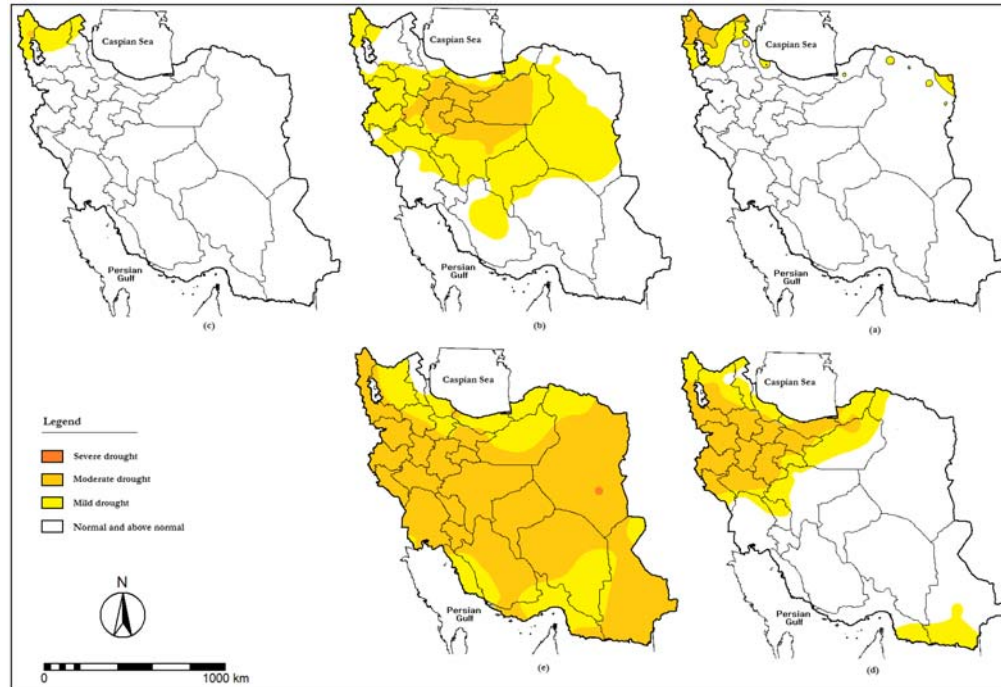 Caspian Sea
Persian
Gulf
(c)
Caspian Sea
Persian
Gulf
(b)
Caspian Sea
Persian
Gulf
(a)
Legend
Severe drought
Moderate drought
Mild drought
Normal and above normal
N
0
1000 km
Caspian Sea
Persian
Gulf
(e)
Caspian Sea
Persian
Gulf
(d)